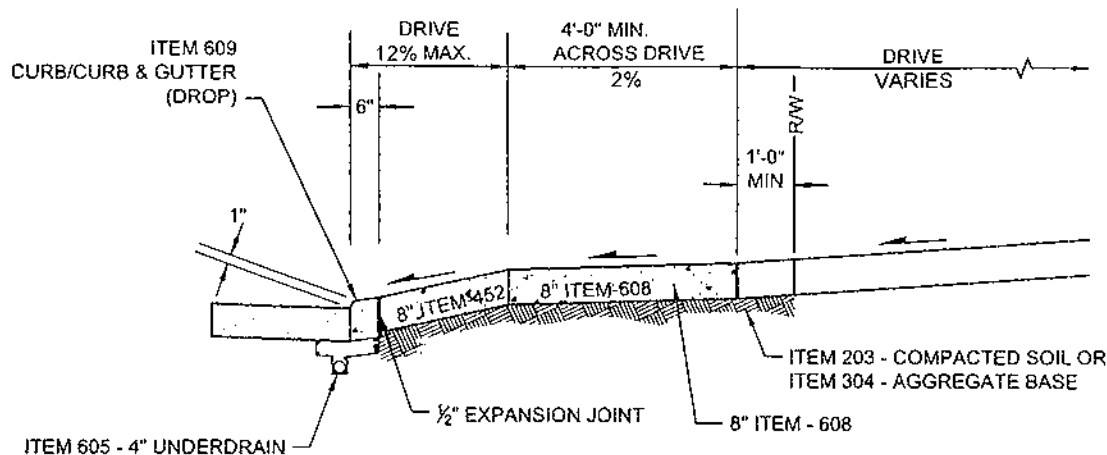 ITEM 609
CURB/CURB & GUTTER
(DROP)
DRIVE
12% MAX.
4'-0" MIN.
ACROSS DRIVE
2%
DRIVE
VARIES
6"
R/W
1'-0"
MIN
1"
8" ITEM-452
8" ITEM-608
ITEM 203 - COMPACTED SOIL OR
ITEM 304 - AGGREGATE BASE
½" EXPANSION JOINT
8" ITEM - 608
ITEM 605 - 4" UNDERDRAIN